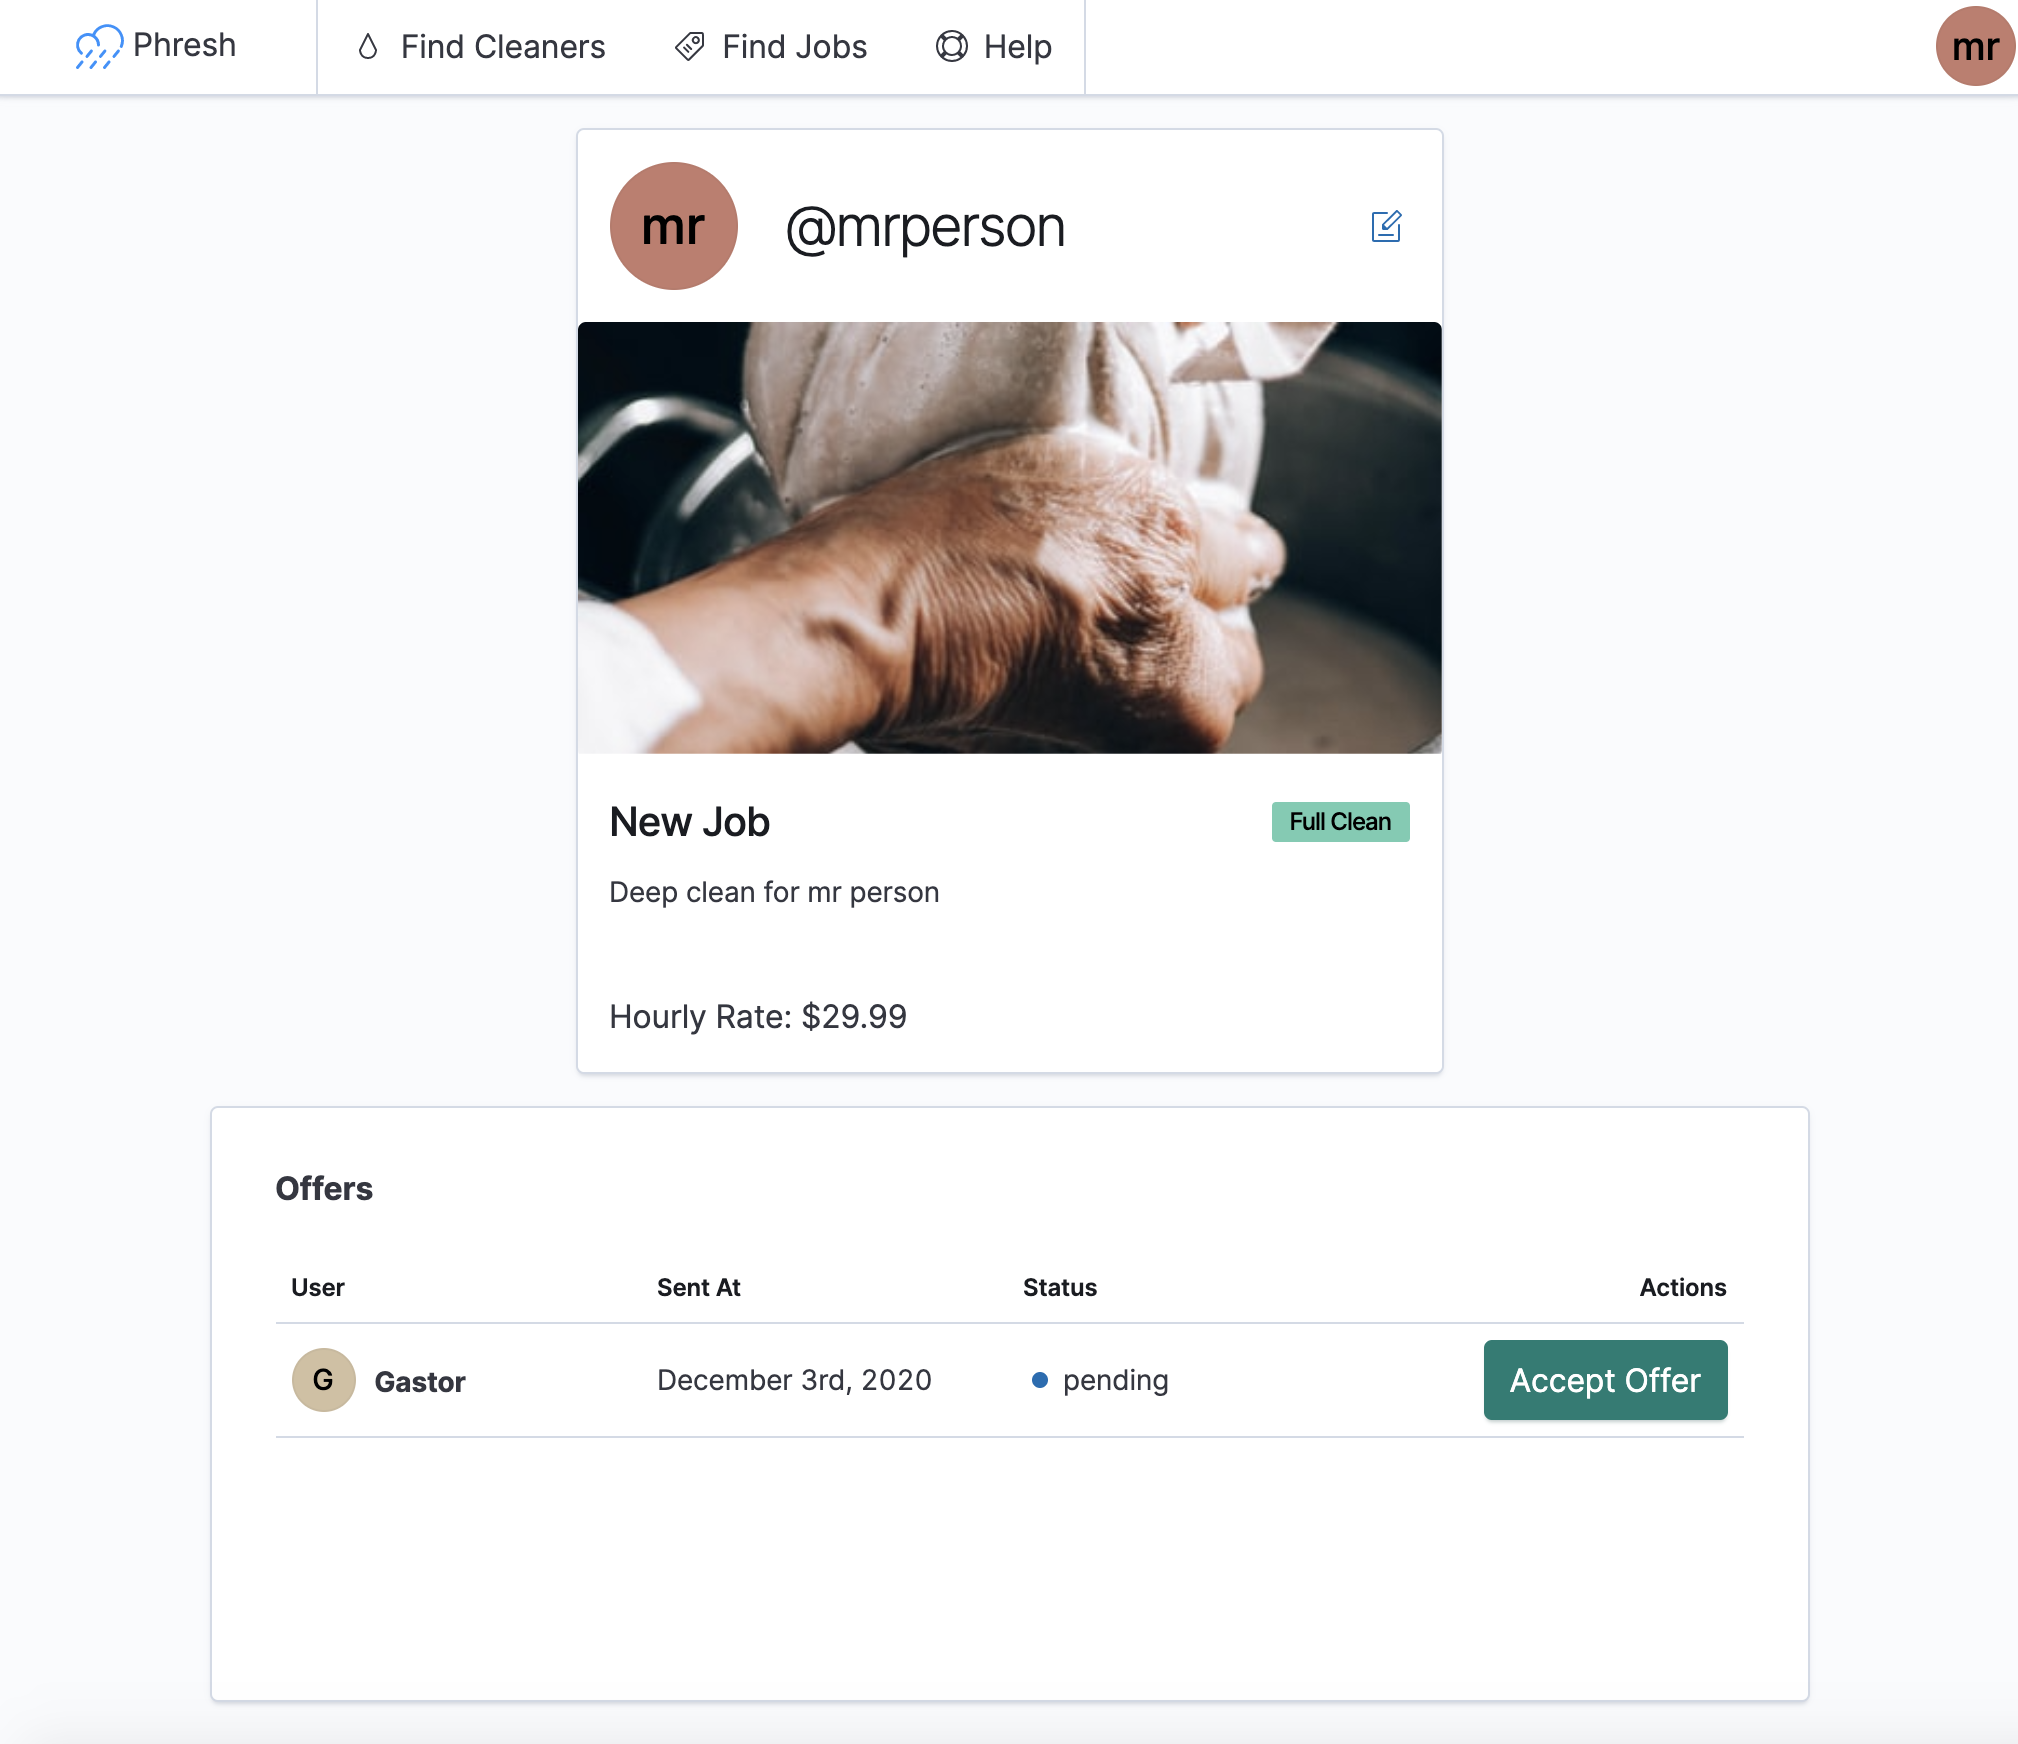 Phresh
Find Cleaners
Find Jobs
Help
mr
mr
@mrperson
New Job
Full Clean
Deep clean for mr person
Hourly Rate: $29.99
Offers
User Sent At Status Actions
G Gastor December 3rd, 2020 pending Accept Offer